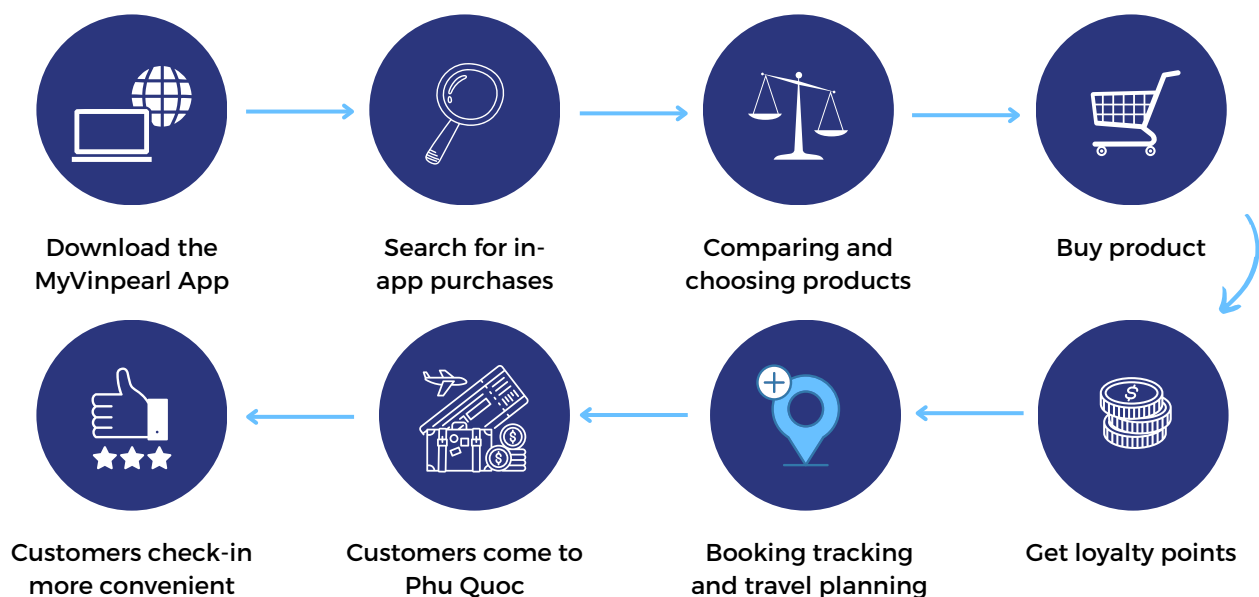 Download the
MyVinpearl App
Search for in-
app purchases
Comparing and
choosing products
Buy product
Get loyalty points
Booking tracking
and travel planning
Customers come to
Phu Quoc
Customers check-in
more convenient